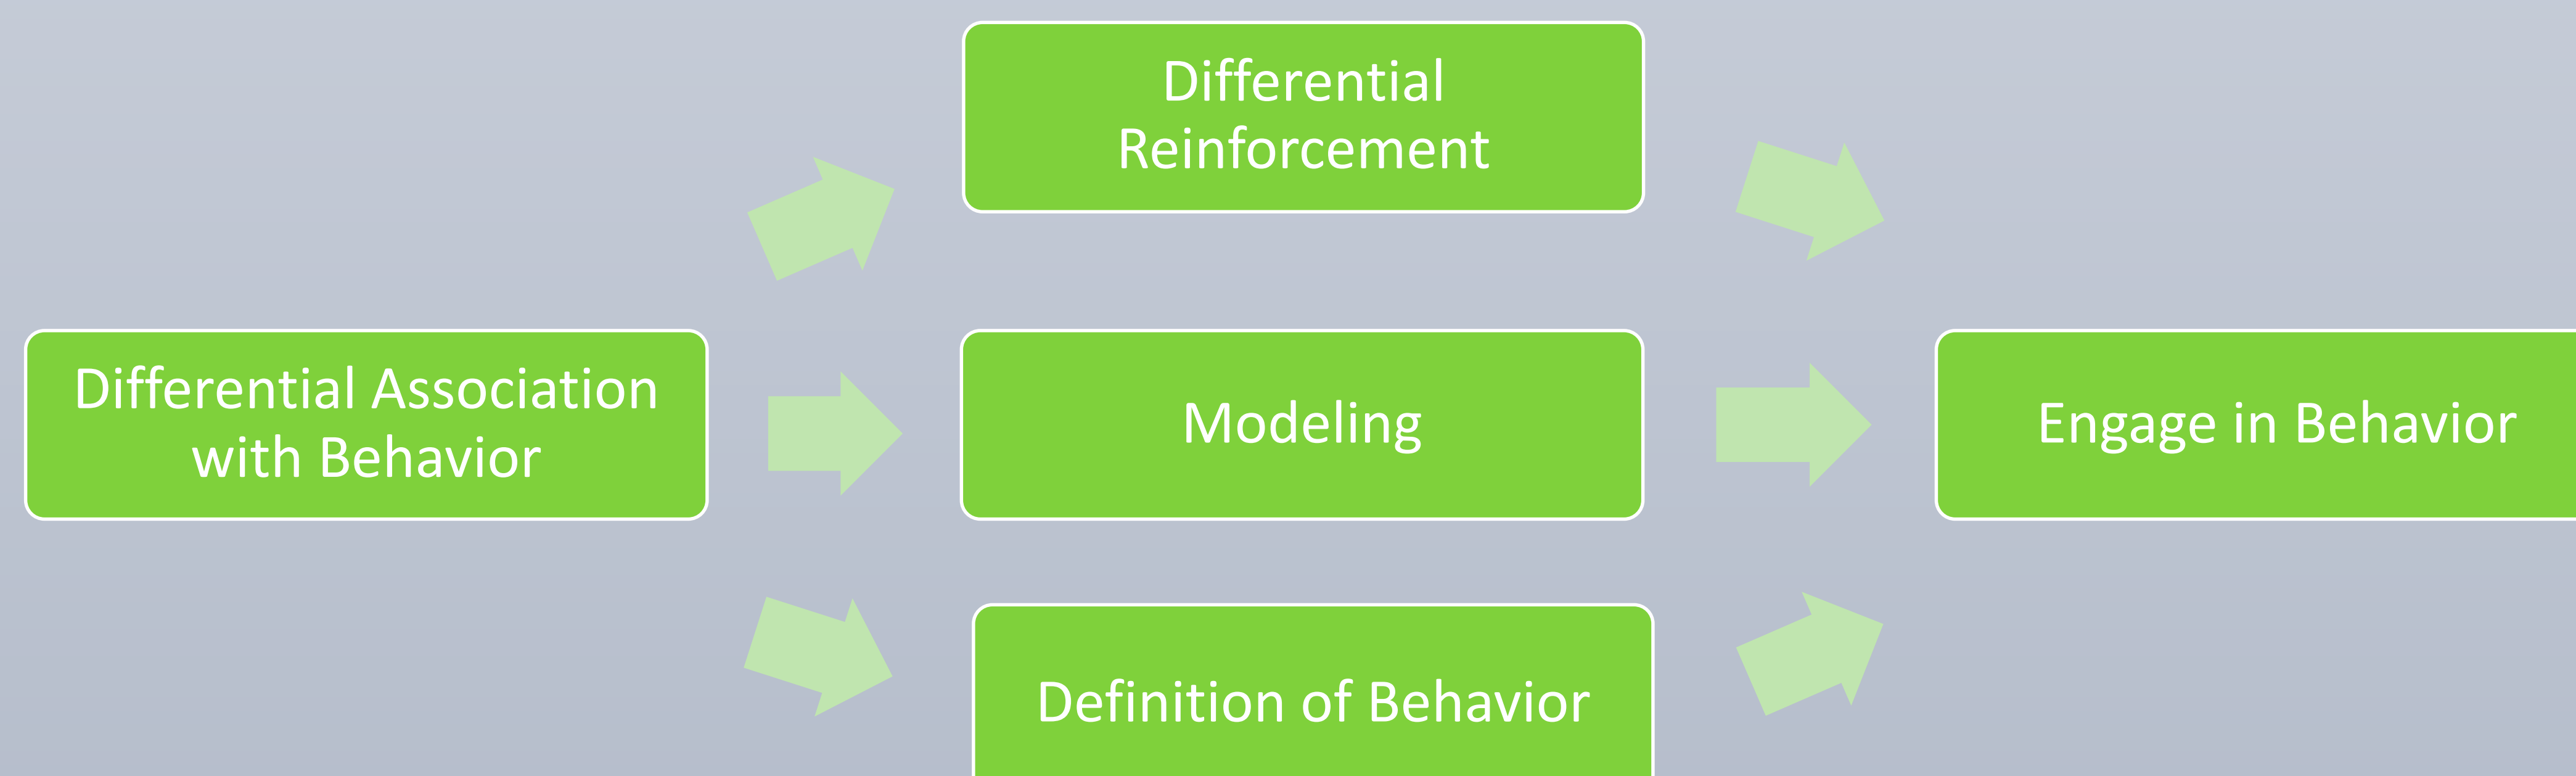 Differential
Reinforcement
Differential Association
with Behavior
Modeling
Engage in Behavior
Definition of Behavior